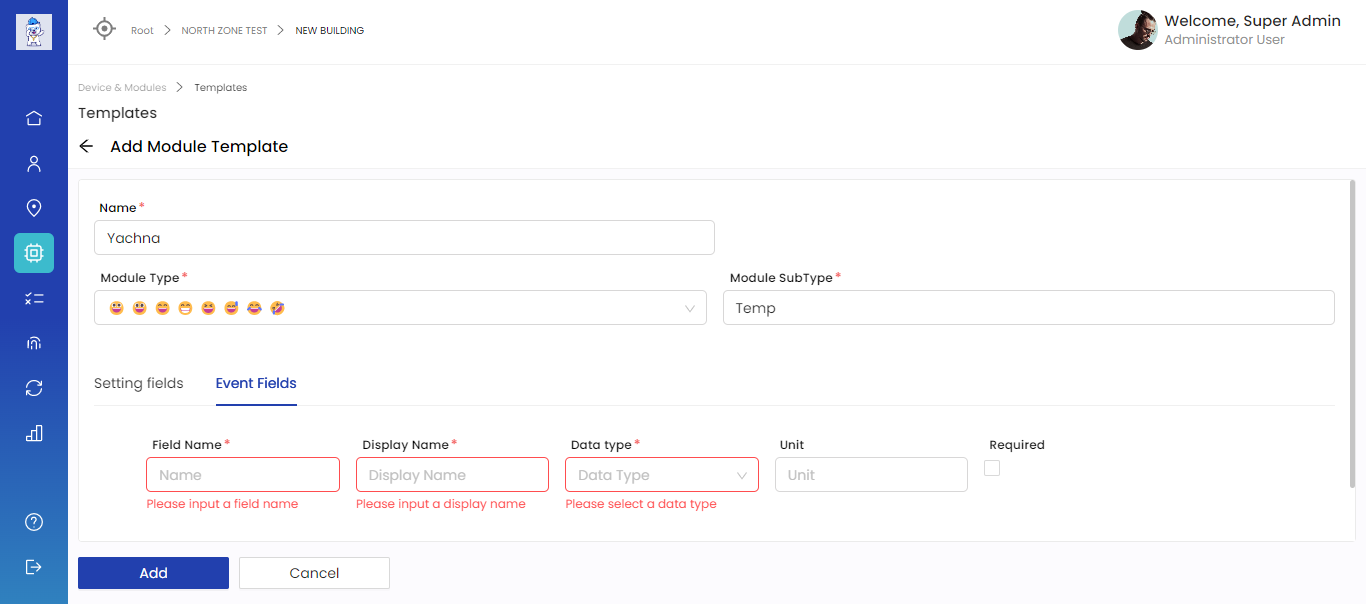 Root > NORTH ZONE TEST > NEW BUILDING
Welcome, Super Admin
Administrator User
Device & Modules > Templates
Templates
← Add Module Template
Name *
Yachna
Module Type * Module SubType *
😀 😃 😄 😁 😆 😅 😂 🤣 Temp
Setting fields Event Fields
Field Name * Display Name * Data type * Unit Required
Name Display Name Data Type Unit
Please input a field name Please input a display name Please select a data type
Add Cancel